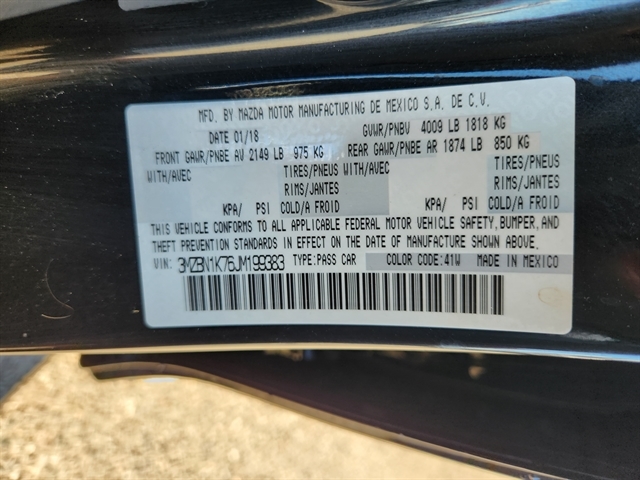 MFD. BY MAZDA MOTOR MANUFACTURING DE MEXICO S.A. DE C.V.
DATE 01/18 GVWR/PNBV 4009 LB 1818 KG
FRONT GAWR/PNBE AV 2149 LB 975 KG REAR GAWR/PNBE AR 1874 LB 850 KG
WITH/AVEC TIRES/PNEUS WITH/AVEC TIRES/PNEUS
RIMS/JANTES RIMS/JANTES
KPA/ PSI COLD/A FROID KPA/ PSI COLD/A FROID
THIS VEHICLE CONFORMS TO ALL APPLICABLE FEDERAL MOTOR VEHICLE SAFETY, BUMPER, AND
THEFT PREVENTION STANDARDS IN EFFECT ON THE DATE OF MANUFACTURE SHOWN ABOVE.
VIN: 3MZBN1K76JM199383 TYPE:PASS CAR COLOR CODE:41W MADE IN MEXICO